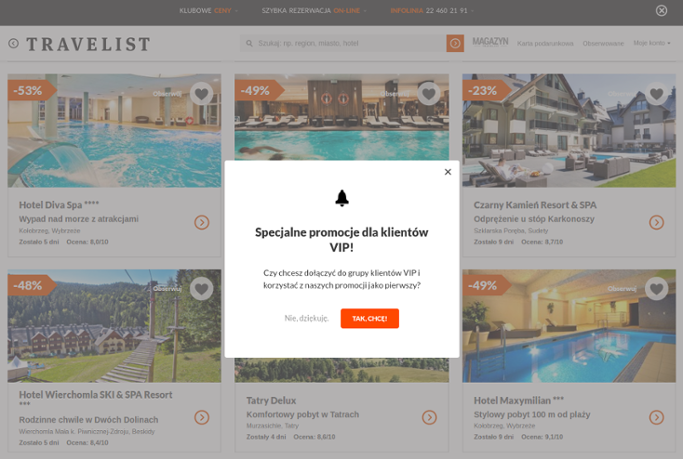 KLUBOWE CENY
SZYBKA REZERWACJA ON-LINE
INFOLINIA 22 460 21 91
TRAVELIST
Szukaj: np. region, miasto, hotel
MAGAZYN
Karta podarunkowa
Obserwowane
Moje konto
-53%
Obserwuj
-49%
Obserwuj
-23%
Obserwuj
Hotel Diva Spa ****
Wypad nad morze z atrakcjami
Kołobrzeg, Wybrzeże
Zostało 5 dni Ocena: 8,0/10
Czarny Kamień Resort & SPA
Odprężenie u stóp Karkonoszy
Szklarska Poręba, Sudety
Zostało 9 dni Ocena: 8,7/10
Specjalne promocje dla klientów
VIP!
Czy chcesz dołączyć do grupy klientów VIP i
korzystać z naszych promocji jako pierwszy?
Nie, dziękuję.
TAK, CHCĘ!
-48%
Obserwuj
-49%
Obserwuj
Hotel Wierchomla SKI & SPA Resort
***
Rodzinne chwile w Dwóch Dolinach
Wierchomla Mała k. Piwnicznej-Zdroju, Beskidy
Zostało 5 dni Ocena: 8,4/10
Tatry Delux
Komfortowy pobyt w Tatrach
Murzasichle, Tatry
Zostały 4 dni Ocena: 8,6/10
Hotel Maxymilian ***
Stylowy pobyt 100 m od plaży
Kołobrzeg, Wybrzeże
Zostało 9 dni Ocena: 9,1/10